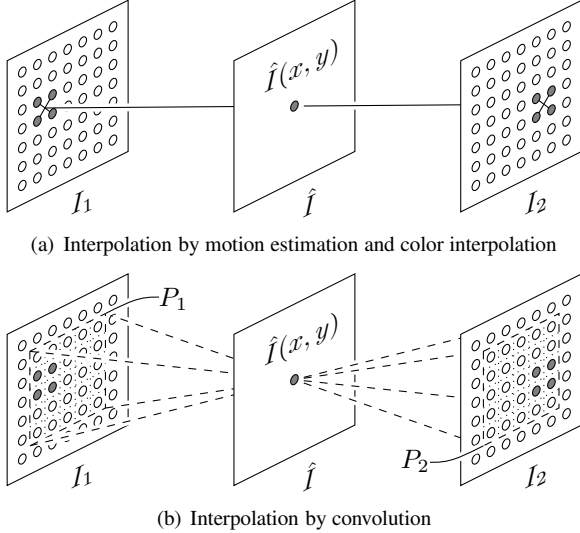 Î(x, y)
I1
Î
I2
(a) Interpolation by motion estimation and color interpolation
P1
Î(x, y)
P2
I1
Î
I2
(b) Interpolation by convolution